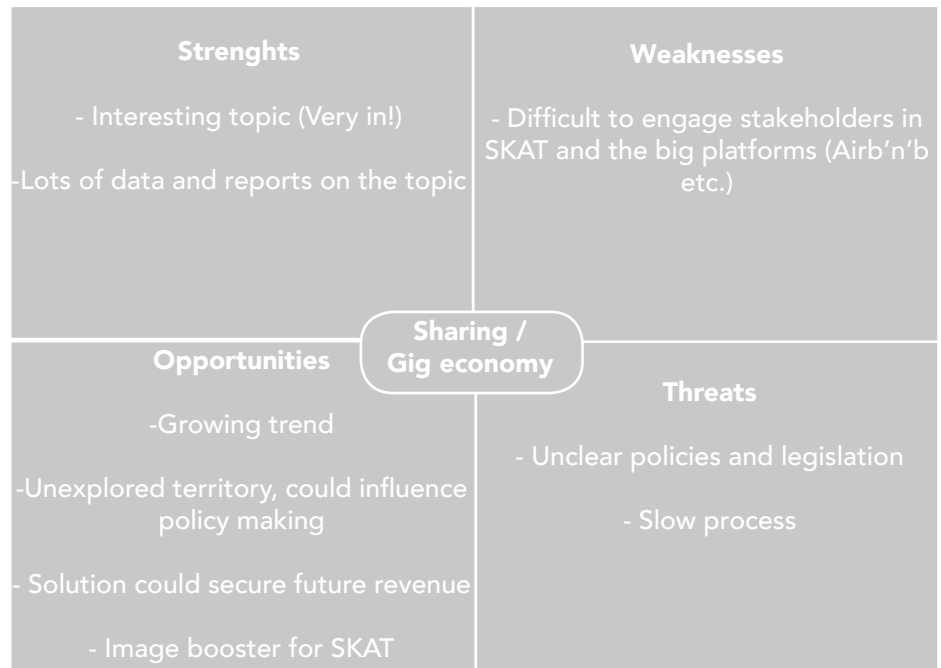 Strenghts
- Interesting topic (Very in!)
-Lots of data and reports on the topic
Weaknesses
- Difficult to engage stakeholders in
SKAT and the big platforms (Airb’n’b
etc.)
Sharing /
Gig economy
Opportunities
-Growing trend
-Unexplored territory, could influence
policy making
- Solution could secure future revenue
- Image booster for SKAT
Threats
- Unclear policies and legislation
- Slow process